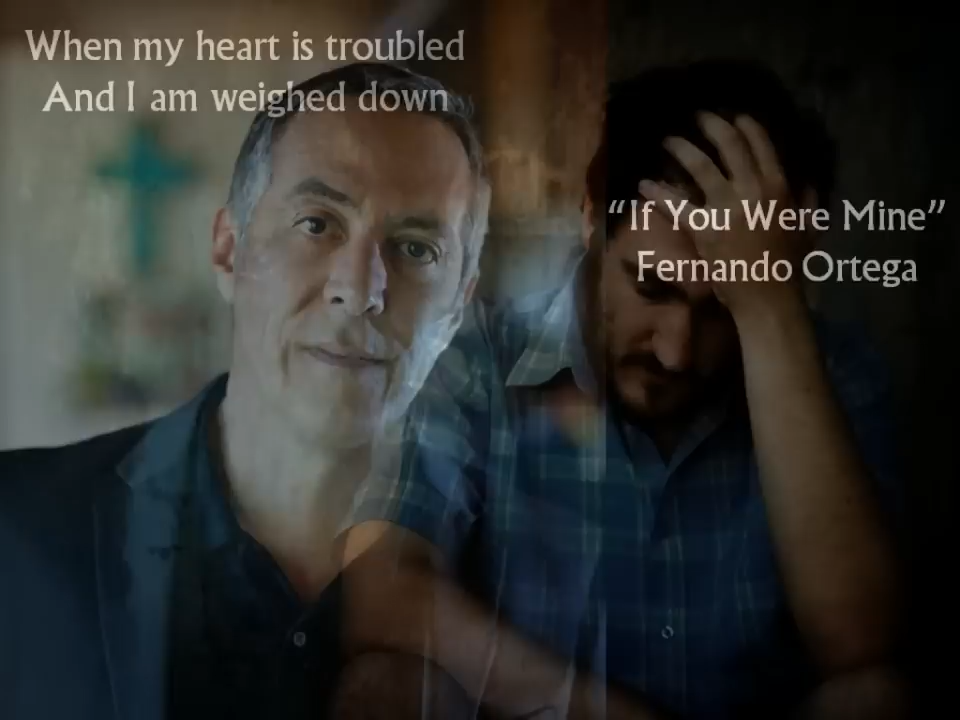 When my heart is troubled
And I am weighed down
“If You Were Mine”
Fernando Ortega